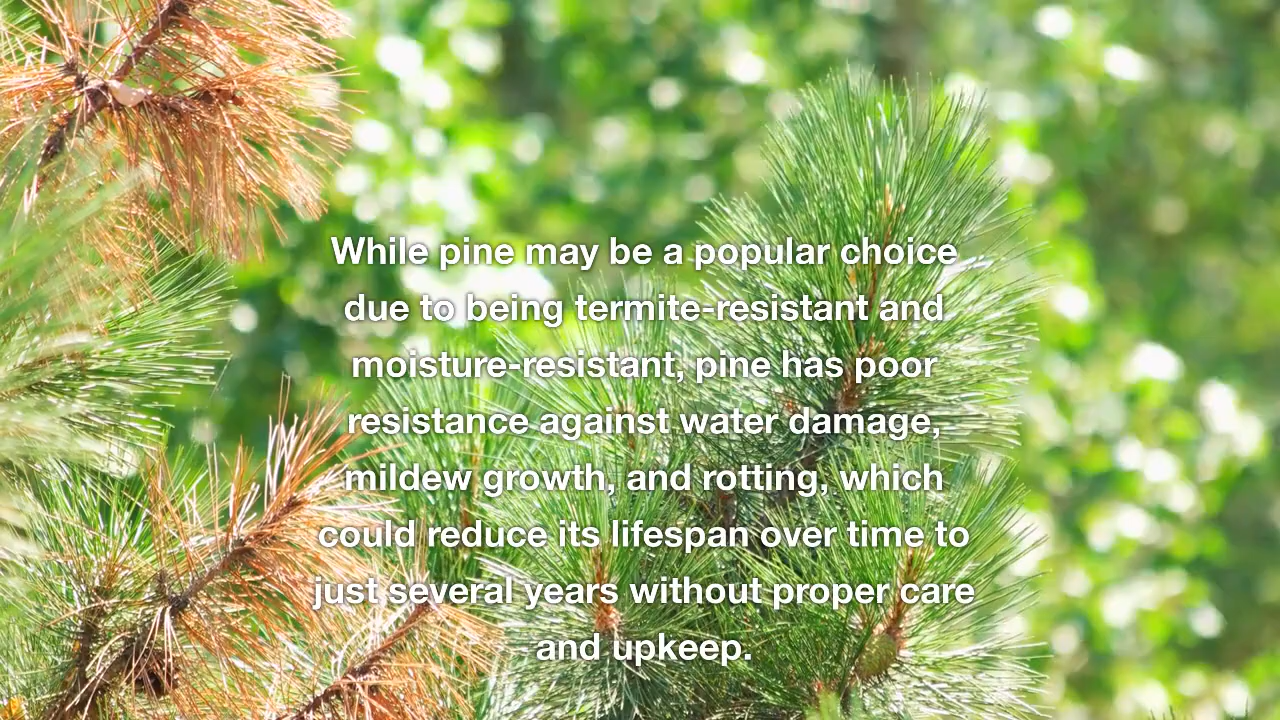 While pine may be a popular choice
due to being termite-resistant and
moisture-resistant, pine has poor
resistance against water damage,
mildew growth, and rotting, which
could reduce its lifespan over time to
just several years without proper care
and upkeep.